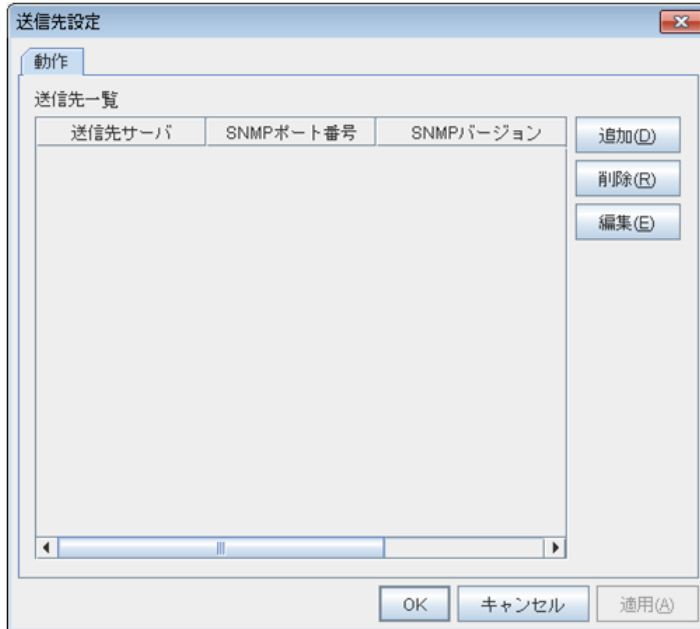 送信先設定
動作
送信先一覧
送信先サーバ SNMPポート番号 SNMPバージョン
追加(D)
削除(R)
編集(E)
OK キャンセル 適用(A)